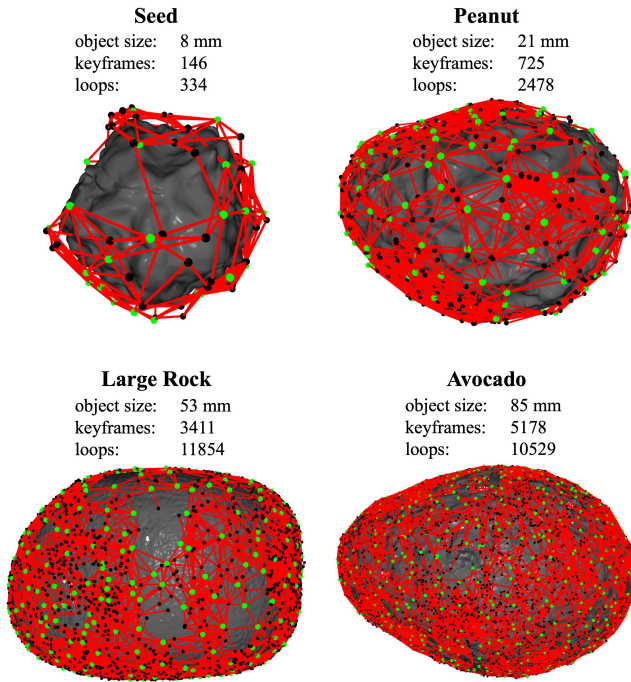 Seed
object size: 8 mm
keyframes: 146
loops: 334
Peanut
object size: 21 mm
keyframes: 725
loops: 2478
Large Rock
object size: 53 mm
keyframes: 3411
loops: 11854
Avocado
object size: 85 mm
keyframes: 5178
loops: 10529